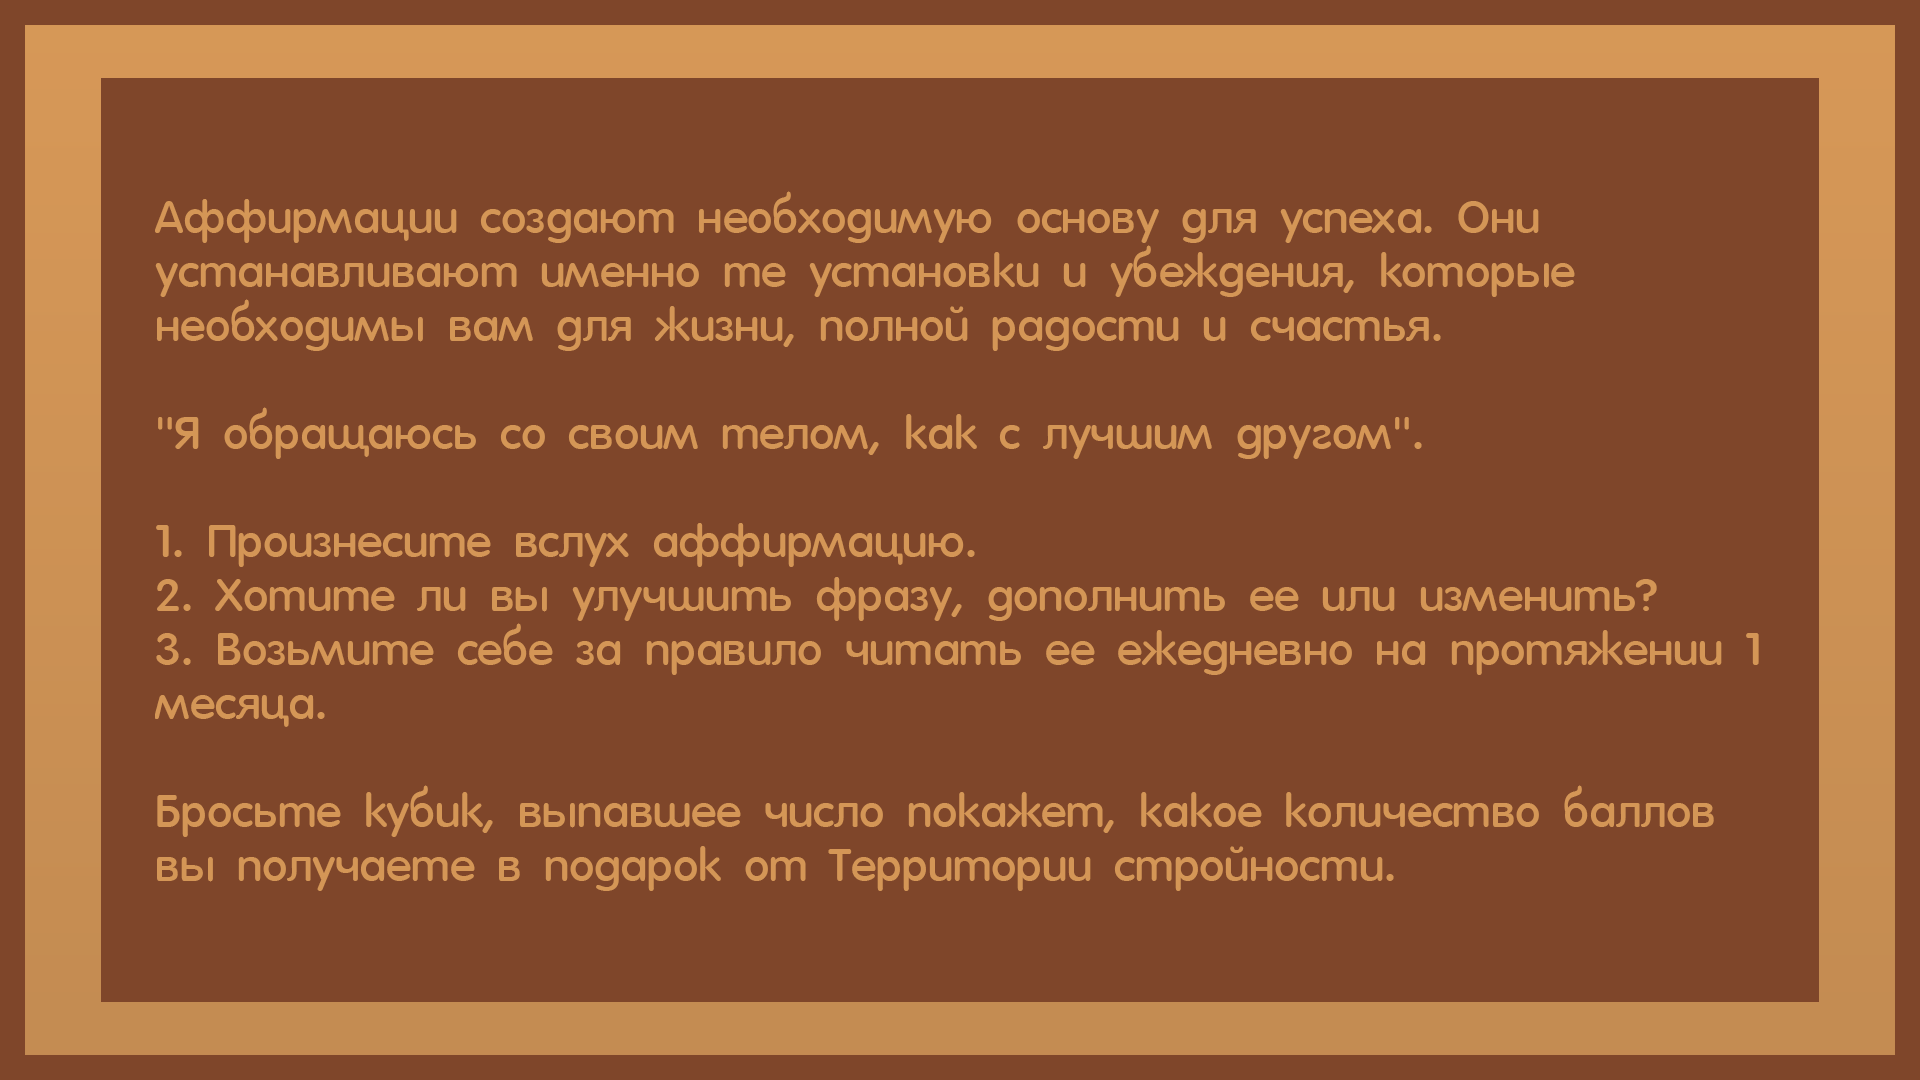 Аффирмации создают необходимую основу для успеха. Они
устанавливают именно те установки и убеждения, которые
необходимы вам для жизни, полной радости и счастья.
"Я обращаюсь со своим телом, как с лучшим другом".
1. Произнесите вслух аффирмацию.
2. Хотите ли вы улучшить фразу, дополнить ее или изменить?
3. Возьмите себе за правило читать ее ежедневно на протяжении 1
месяца.
Бросьте кубик, выпавшее число покажет, какое количество баллов
вы получаете в подарок от Территории стройности.